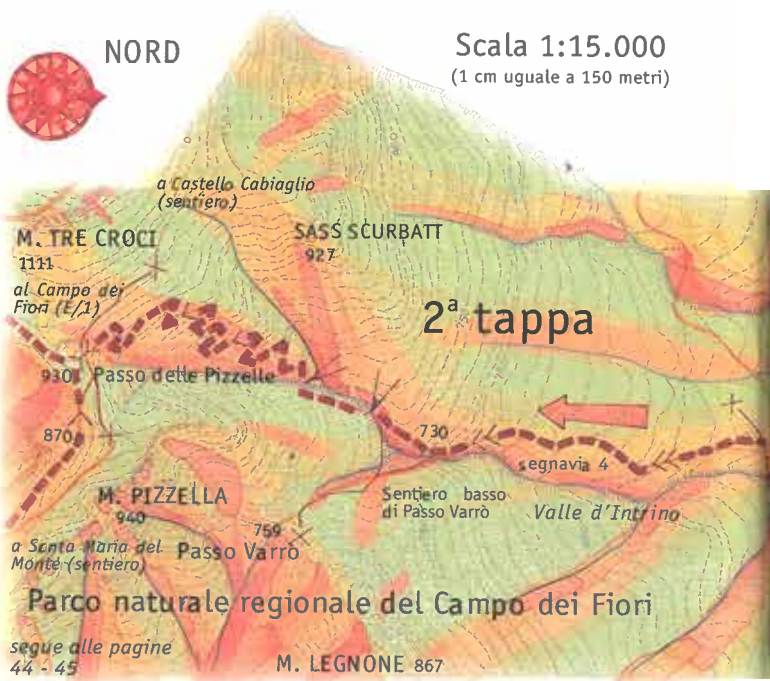 NORD
Scala 1:15.000
(1 cm uguale a 150 metri)
a Castello Cabiaglio
(sentiero)
M. TRE CROCI
1111
SASS SCURBATT
927
al Campo dei
Fiori (E/1)
2ª tappa
930
Passo delle Pizzelle
870
730
segnavia 4
M. PIZZELLA
940
759
Sentiero basso
di Passo Varrò
Valle d'Intrino
a Santa Maria del
Monte (sentiero)
Passo Varrò
Parco naturale regionale del Campo dei Fiori
segue alle pagine
44 - 45
M. LEGNONE 867